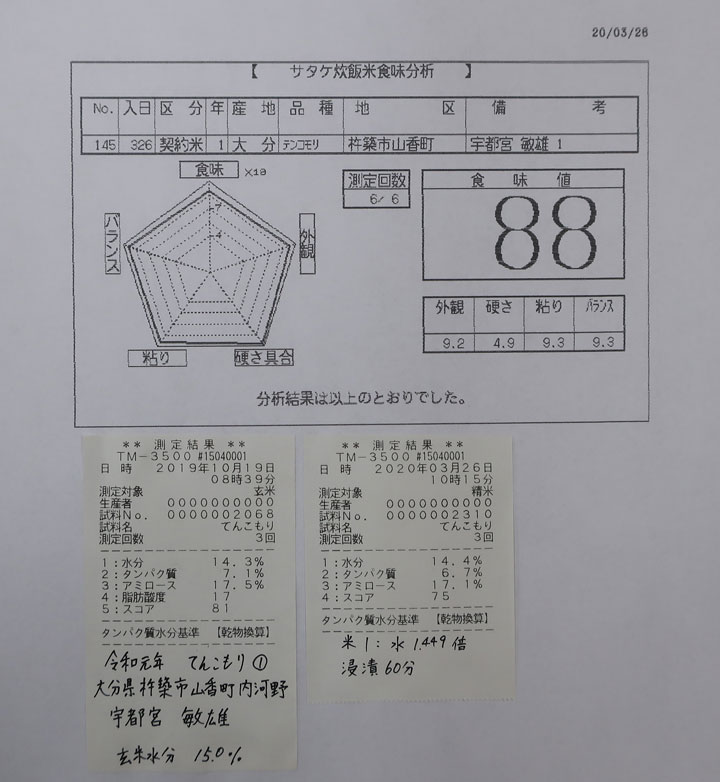 20/03/26
【 サタケ炊飯米食味分析 】
No. 入日 区分 年 産地 品種 地区 備考
145 326 契約米 1 大分 テンコモリ 杵築市山香町 宇都宮 敏雄 1
食味 ×10
7
4
外観
硬さ具合
粘り
バランス
測定回数
6/ 6
食味値
88
外観 硬さ 粘り バランス
9.2 4.9 9.3 9.3
分析結果は以上のとおりでした。
** 測定結果 **
TM-3500 #15040001
日時 2019年10月19日
08時39分
測定対象 玄米
生産者 0000000000
試料No. 0000002068
試料名 てんこもり
測定回数 3回
1:水分 14.3%
2:タンパク質 7.1%
3:アミロース 17.5%
4:脂肪酸度 17
5:スコア 81
タンパク質水分基準 【乾物換算】
令和元年 てんこもり ①
大分県杵築市山香町内河野
宇都宮 敏雄
玄米水分 15.0%
** 測定結果 **
TM-3500 #15040001
日時 2020年03月26日
10時15分
測定対象 精米
生産者 0000000000
試料No. 0000002310
試料名 てんこもり
測定回数 3回
1:水分 14.4%
2:タンパク質 6.7%
3:アミロース 17.1%
4:スコア 75
タンパク質水分基準 【乾物換算】
米1:水1.449倍
浸漬60分